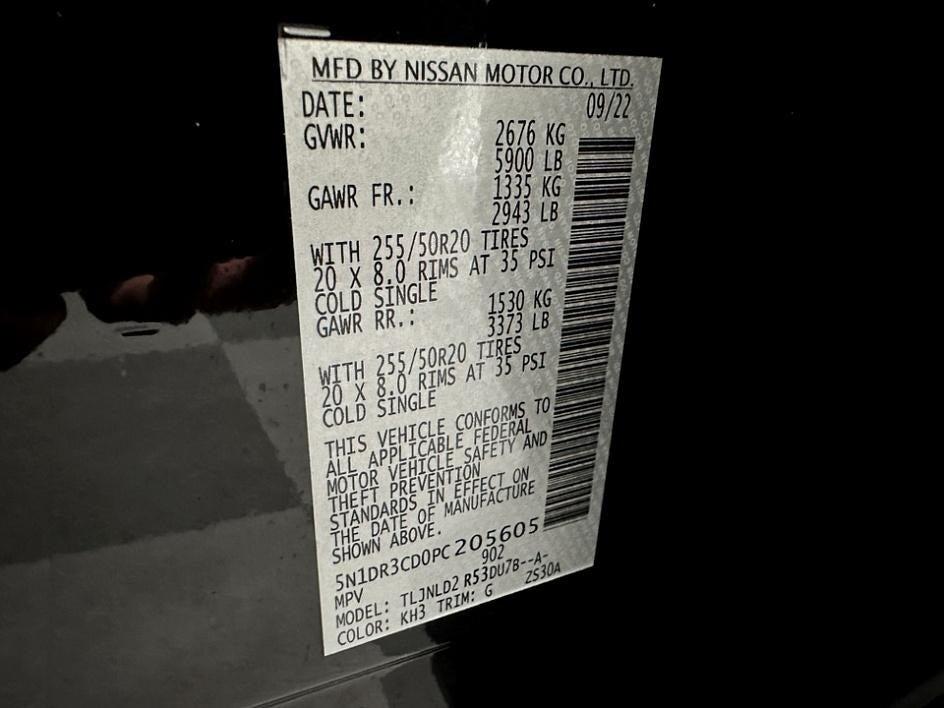 MFD BY NISSAN MOTOR CO., LTD.
DATE: 09/22
GVWR: 2676 KG
5900 LB
GAWR FR.: 1335 KG
2943 LB
WITH 255/50R20 TIRES
20 X 8.0 RIMS AT 35 PSI
COLD SINGLE
GAWR RR.: 1530 KG
3373 LB
WITH 255/50R20 TIRES
20 X 8.0 RIMS AT 35 PSI
COLD SINGLE
THIS VEHICLE CONFORMS TO
ALL APPLICABLE FEDERAL
MOTOR VEHICLE SAFETY AND
THEFT PREVENTION
STANDARDS IN EFFECT ON
THE DATE OF MANUFACTURE
SHOWN ABOVE.
5N1DR3CD0PC205605
MPV 902
MODEL: TLJNLD2 R53DU7B--A-
COLOR: KH3 TRIM: G ZS30A